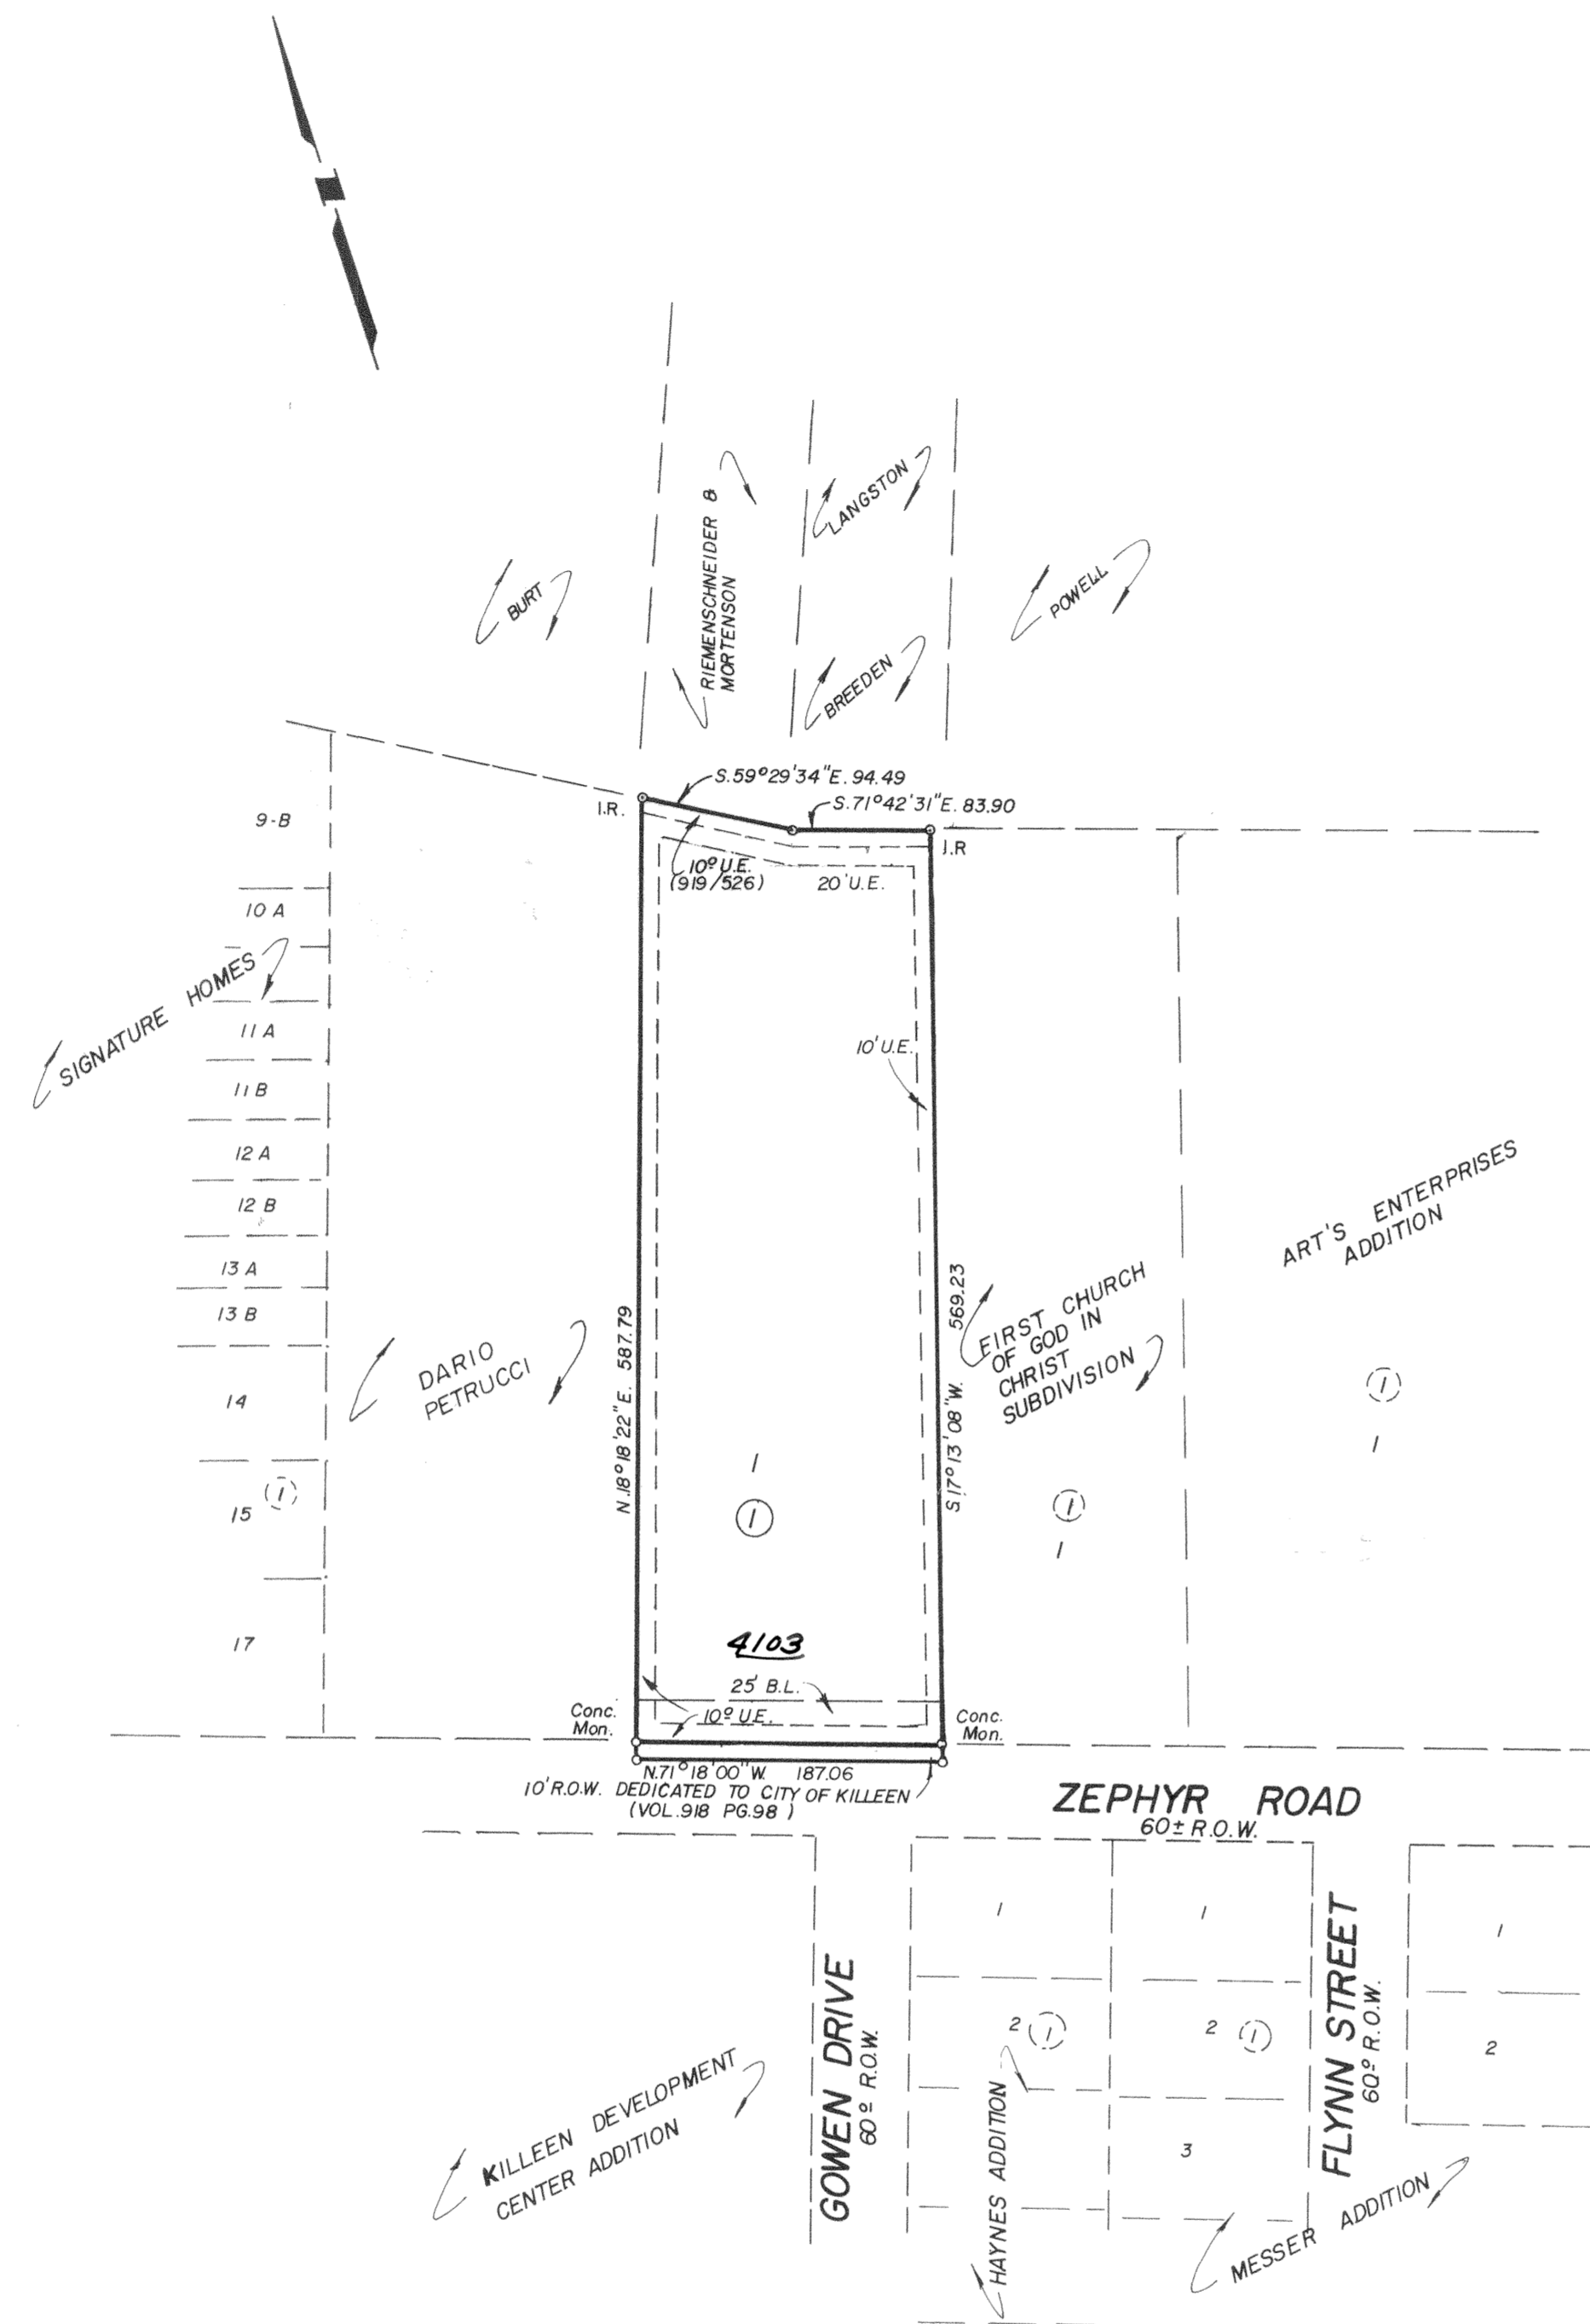 LANGSTON
RIEMENSCHNEIDER &
MORTENSON
BURT
POWELL
BREEDEN
S.59°29'34"E. 94.49
S.71°42'31"E. 83.90
I.R.
I.R
9-B
10º U.E.
(919/526)
20' U.E.
10 A
SIGNATURE HOMES
11 A
10' U.E.
11 B
12 A
12 B
13 A
13 B
14
15
1
17
DARIO
PETRUCCI
N.18°18'22"E. 587.79
S.17°13'08"W. 569.23
FIRST CHURCH
OF GOD IN
CHRIST
SUBDIVISION
ART'S ENTERPRISES
ADDITION
1
1
1
1
1
1
4103
25' B.L.
10º U.E.
Conc.
Mon.
Conc.
Mon.
N.71°18'00"W. 187.06
10' R.O.W. DEDICATED TO CITY OF KILLEEN
(VOL.918 PG.98 )
ZEPHYR ROAD
60± R.O.W.
1
1
1
2
1
2
1
2
3
GOWEN DRIVE
60º R.O.W.
FLYNN STREET
60º R.O.W.
KILLEEN DEVELOPMENT
CENTER ADDITION
HAYNES ADDITION
MESSER ADDITION